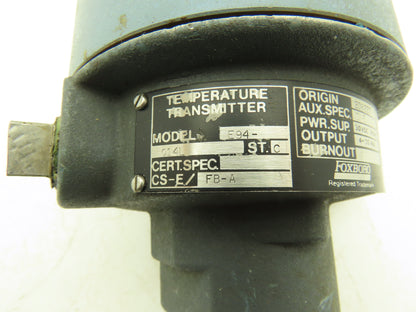 TEMPERATURE
TRANSMITTER
MODEL E94-
ST. C
CERT.SPEC.
CS-E/ FB-A
ORIGIN
AUX.SPEC.
PWR.SUP.
OUTPUT
BURNOUT
FOXBORO
Registered Trademark